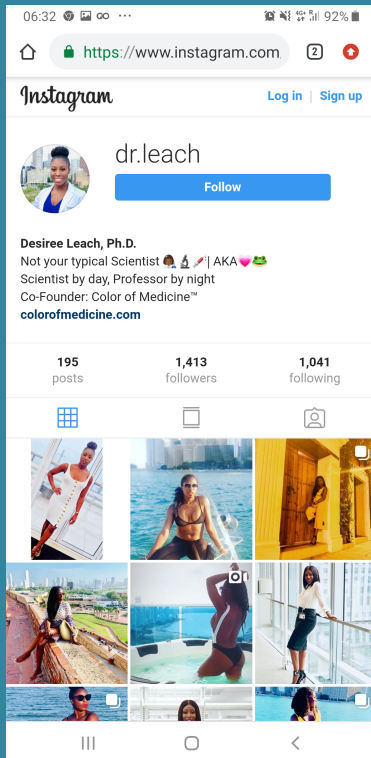 06:32
4G+ R 92%
https://www.instagram.com
2
Instagram
Log in | Sign up
dr.leach
Follow
Desiree Leach, Ph.D.
Not your typical Scientist 👩🏾‍⚕️🔬💉| AKA💗🐸
Scientist by day, Professor by night
Co-Founder: Color of Medicine™
colorofmedicine.com
195 1,413 1,041
posts followers following